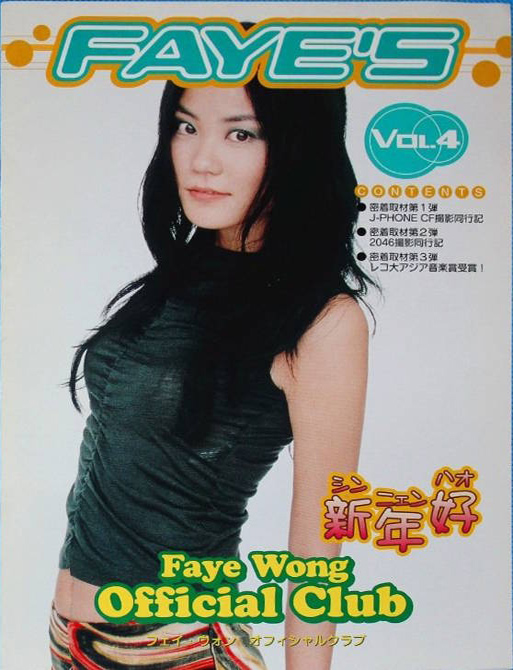 FAYE'S
VOL.4
CONTENTS
● 密着取材第1弾
J-PHONE CF撮影同行記
● 密着取材第2弾
2046撮影同行記
● 密着取材第3弾
レコ大アジア音楽賞受賞!
シン ニェン ハオ
新年好
Faye Wong
Official Club
フェイ・ウォン オフィシャルクラブ